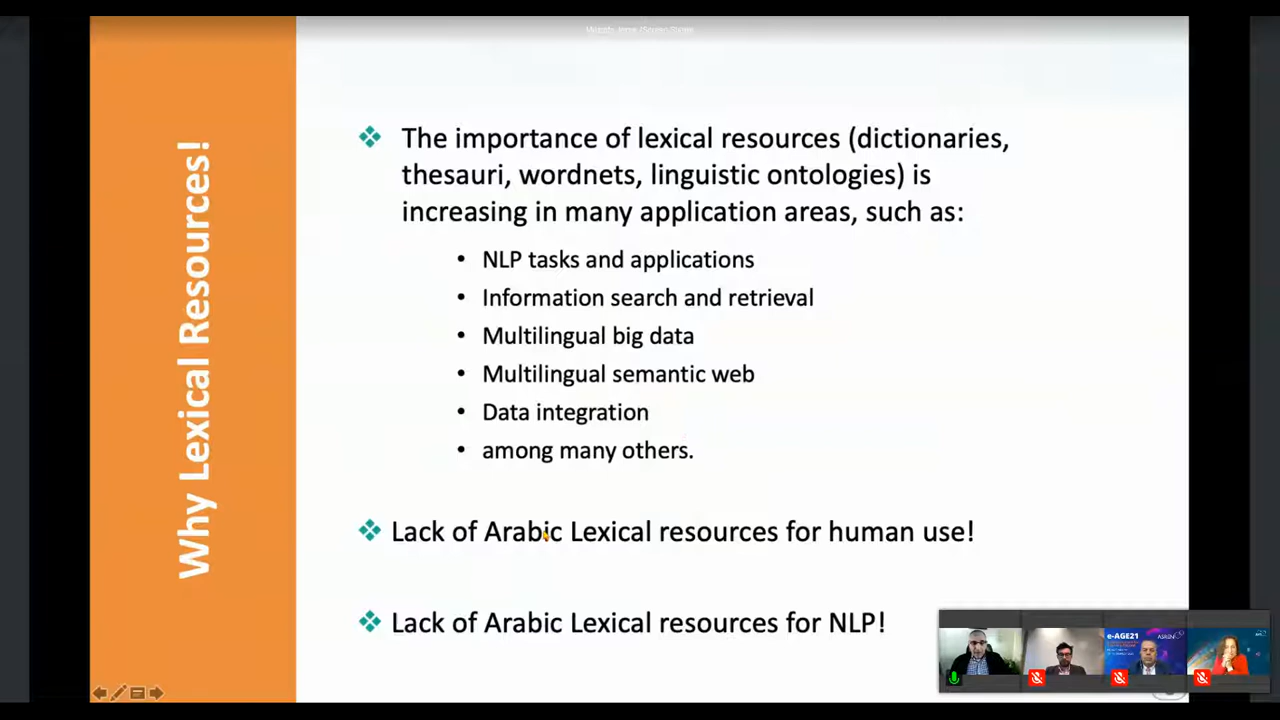 Why Lexical Resources!
The importance of lexical resources (dictionaries,
thesauri, wordnets, linguistic ontologies) is
increasing in many application areas, such as:
NLP tasks and applications
Information search and retrieval
Multilingual big data
Multilingual semantic web
Data integration
among many others.
Lack of Arabic Lexical resources for human use!
Lack of Arabic Lexical resources for NLP!
e-AGE21